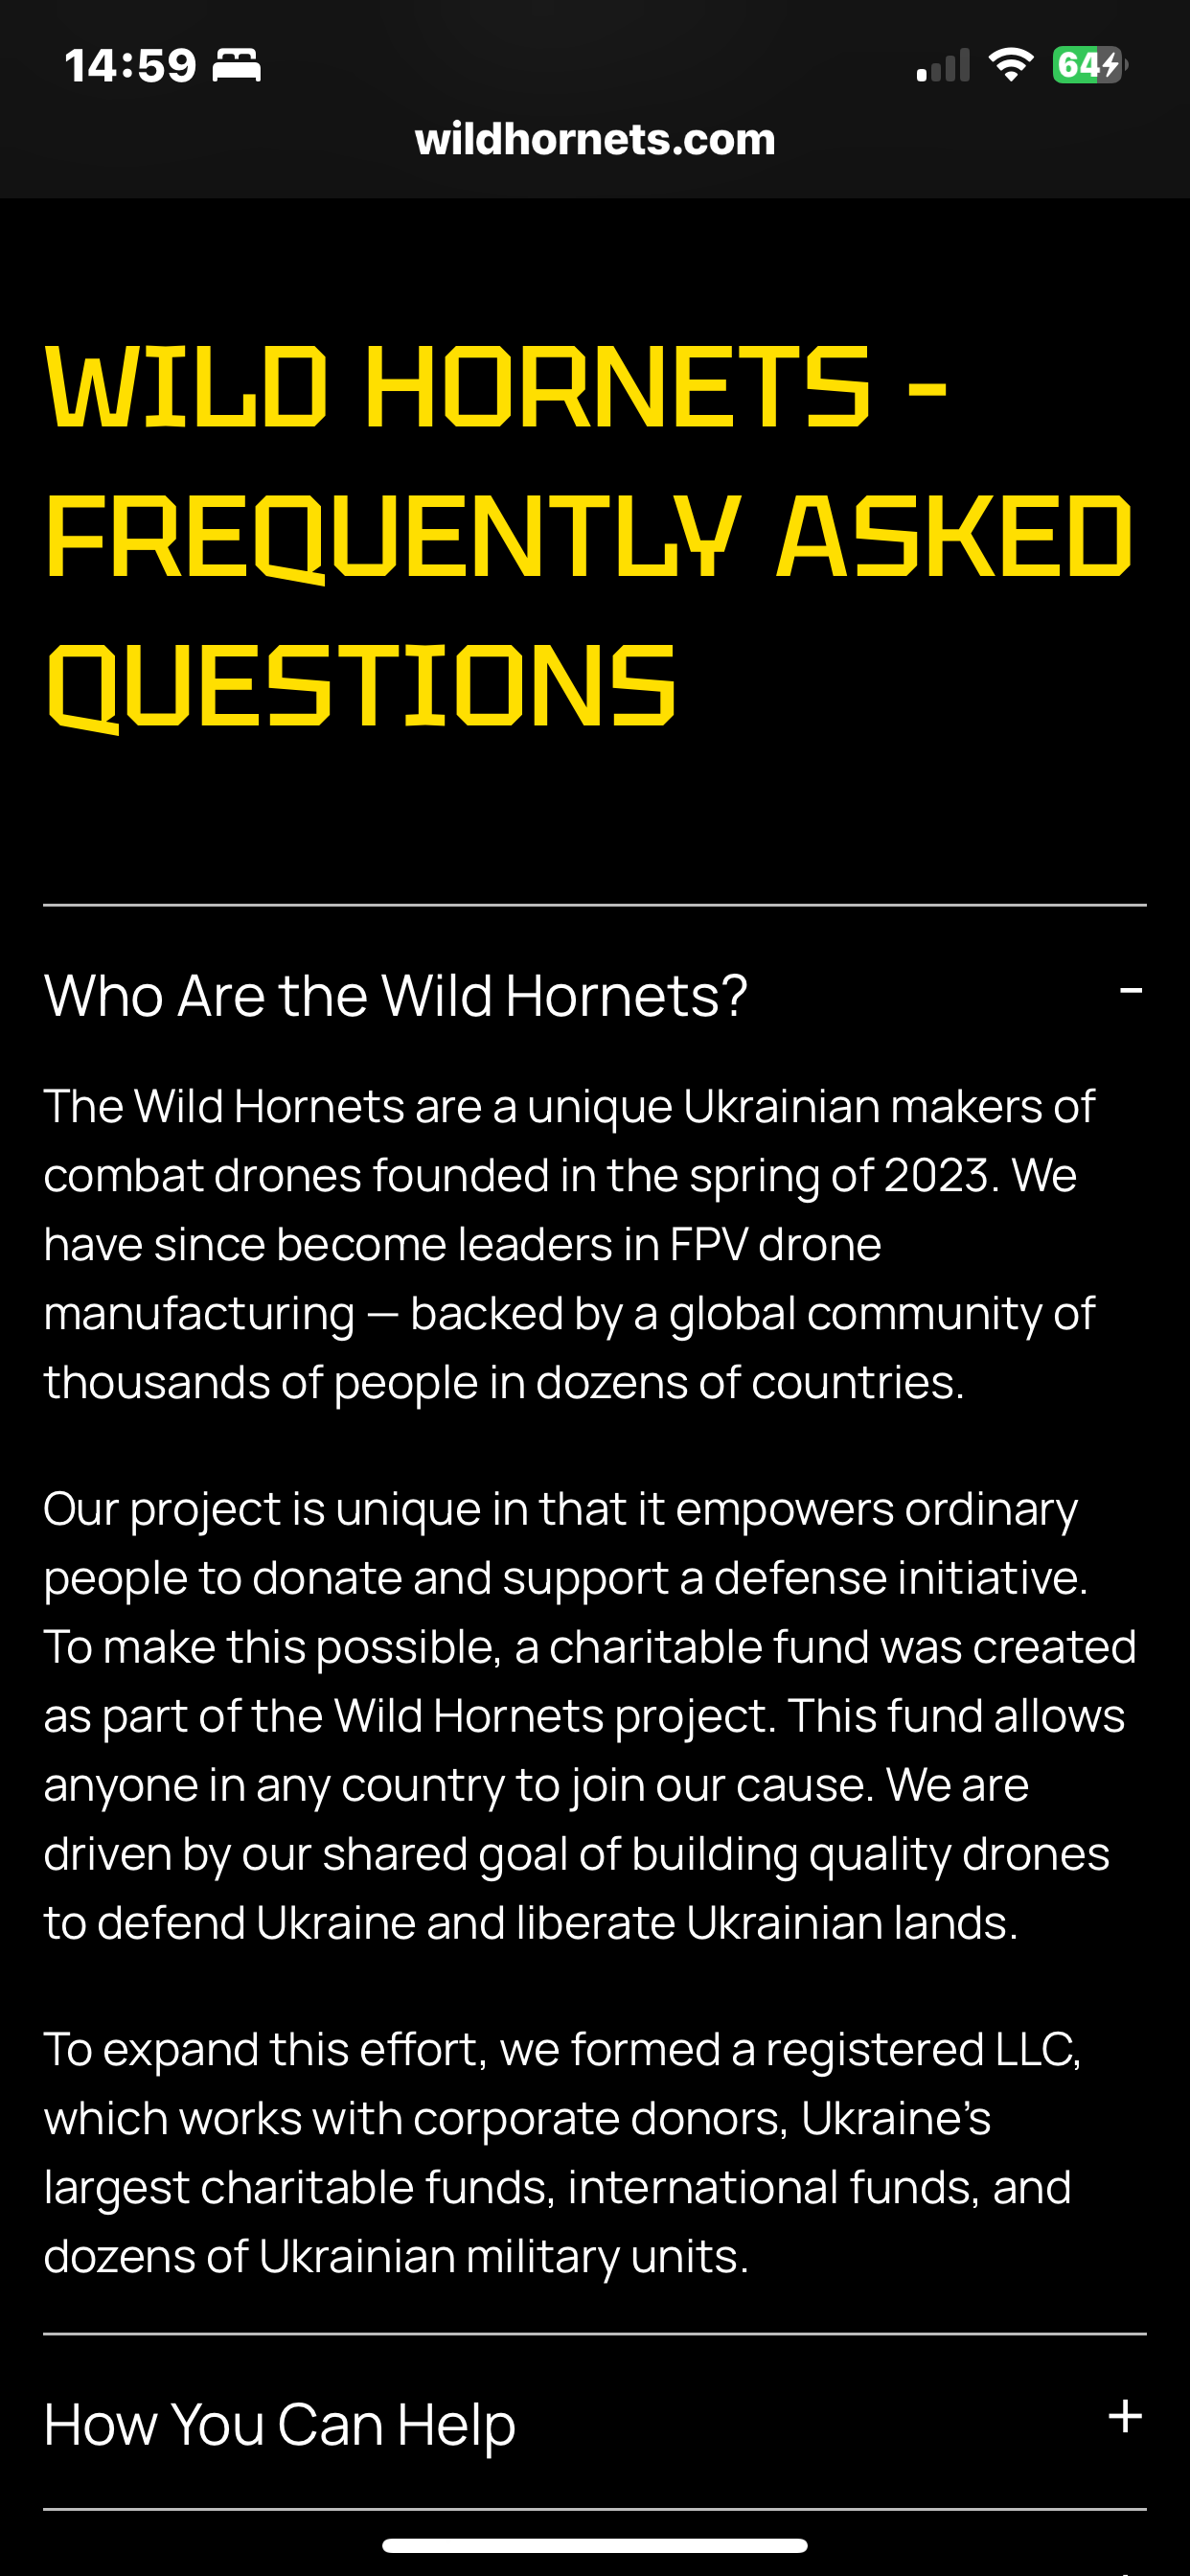 14:59
64
wildhornets.com
WILD HORNETS -
FREQUENTLY ASKED
QUESTIONS
Who Are the Wild Hornets? -
The Wild Hornets are a unique Ukrainian makers of
combat drones founded in the spring of 2023. We
have since become leaders in FPV drone
manufacturing — backed by a global community of
thousands of people in dozens of countries.
Our project is unique in that it empowers ordinary
people to donate and support a defense initiative.
To make this possible, a charitable fund was created
as part of the Wild Hornets project. This fund allows
anyone in any country to join our cause. We are
driven by our shared goal of building quality drones
to defend Ukraine and liberate Ukrainian lands.
To expand this effort, we formed a registered LLC,
which works with corporate donors, Ukraine’s
largest charitable funds, international funds, and
dozens of Ukrainian military units.
How You Can Help +